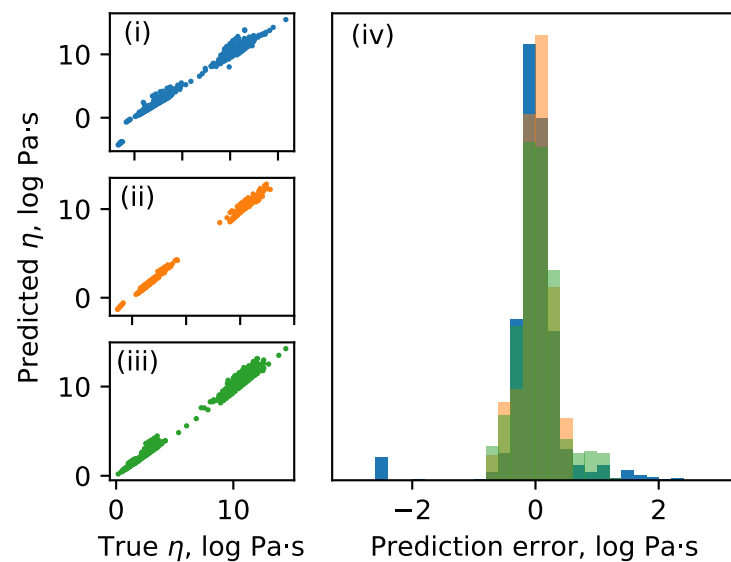 (i)
10
0
(ii)
10
0
(iii)
10
0
0
10
Predicted η, log Pa·s
True η, log Pa·s
(iv)
−2
0
2
Prediction error, log Pa·s